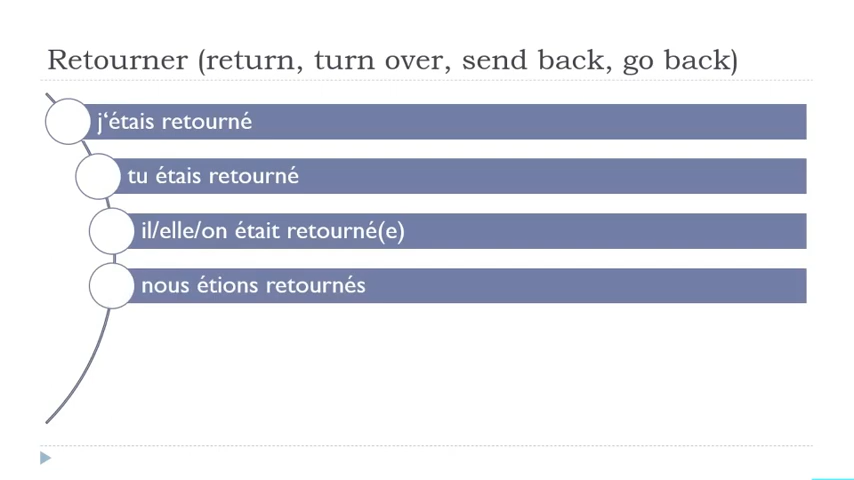 Retourner (return, turn over, send back, go back)
j‘étais retourné
tu étais retourné
il/elle/on était retourné(e)
nous étions retournés